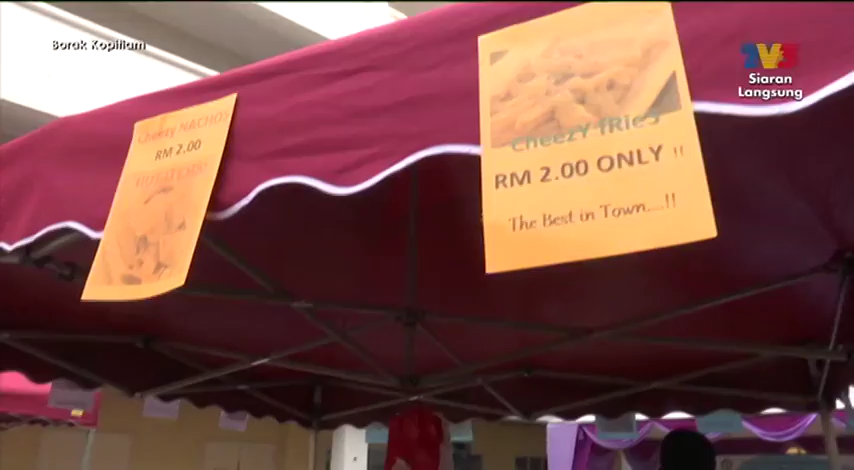 Borak Kopitiam
TV3
Siaran
Langsung
Cheezy NACHOS
RM 2.00
CheezY fRieS
RM 2.00 ONLY !!
The Best in Town....!!